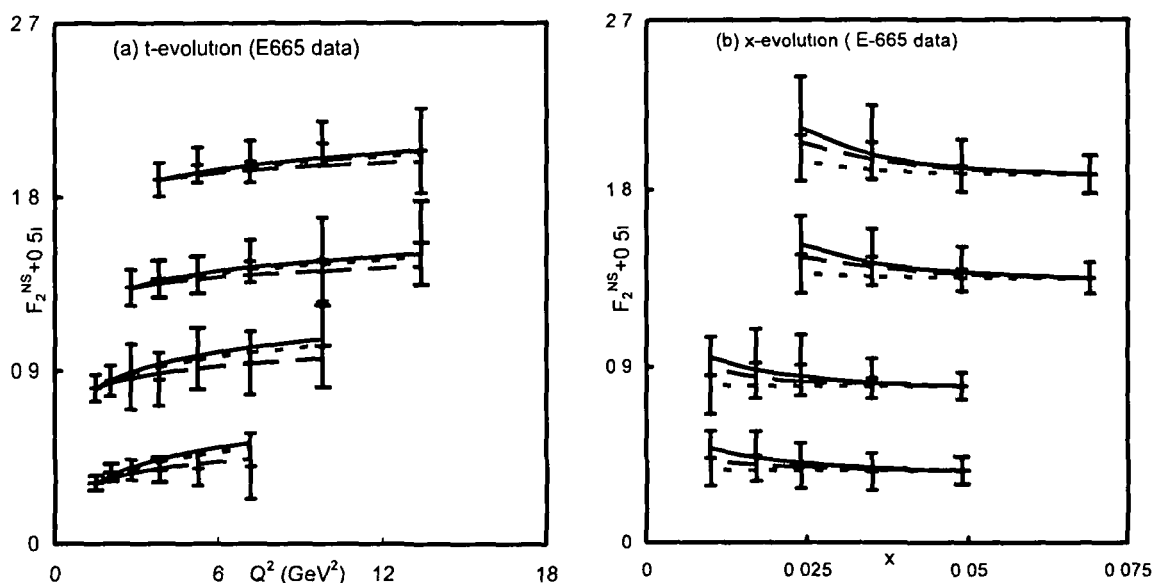 2 7
(a) t-evolution (E665 data)
1 8
F₂ᴺˢ+0 5i
0 9
0
0
6
Q² (GeV²)
12
18
2.7
(b) x-evolution ( E-665 data)
1 8
F₂ᴺˢ+0 5i
0 9
0
0
0 025
x
0 05
0 075